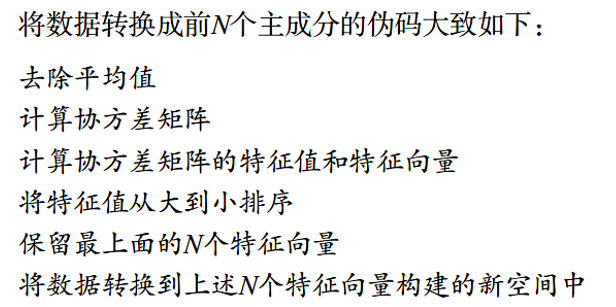 将数据转换成前N个主成分的伪码大致如下：
去除平均值
计算协方差矩阵
计算协方差矩阵的特征值和特征向量
将特征值从大到小排序
保留最上面的N个特征向量
将数据转换到上述N个特征向量构建的新空间中